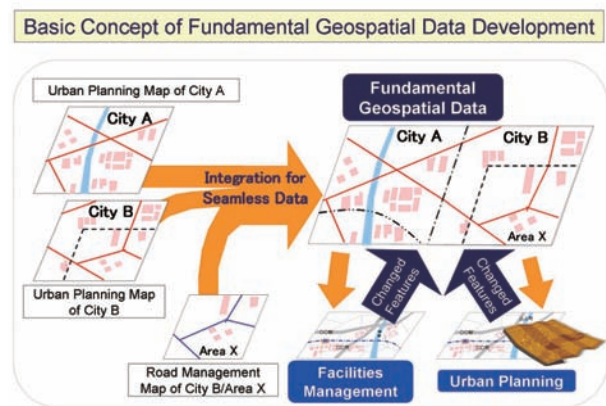 Basic Concept of Fundamental Geospatial Data Development
Urban Planning Map of City A
City A
City B
Urban Planning Map
of City B
Area X
Road Management
Map of City B/Area X
Integration for
Seamless Data
Fundamental
Geospatial Data
City A
City B
Area X
Changed
Features
Changed
Features
Facilities
Management
Urban Planning